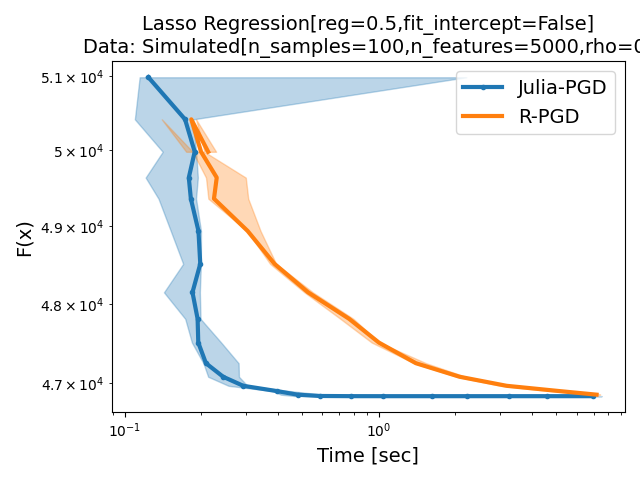 Lasso Regression[reg=0.5,fit_intercept=False]
Data: Simulated[n_samples=100,n_features=5000,rho=0
5.1 × 10⁴
5 × 10⁴
4.9 × 10⁴
4.8 × 10⁴
4.7 × 10⁴
F(x)
Julia-PGD
R-PGD
10⁻¹
10⁰
Time [sec]